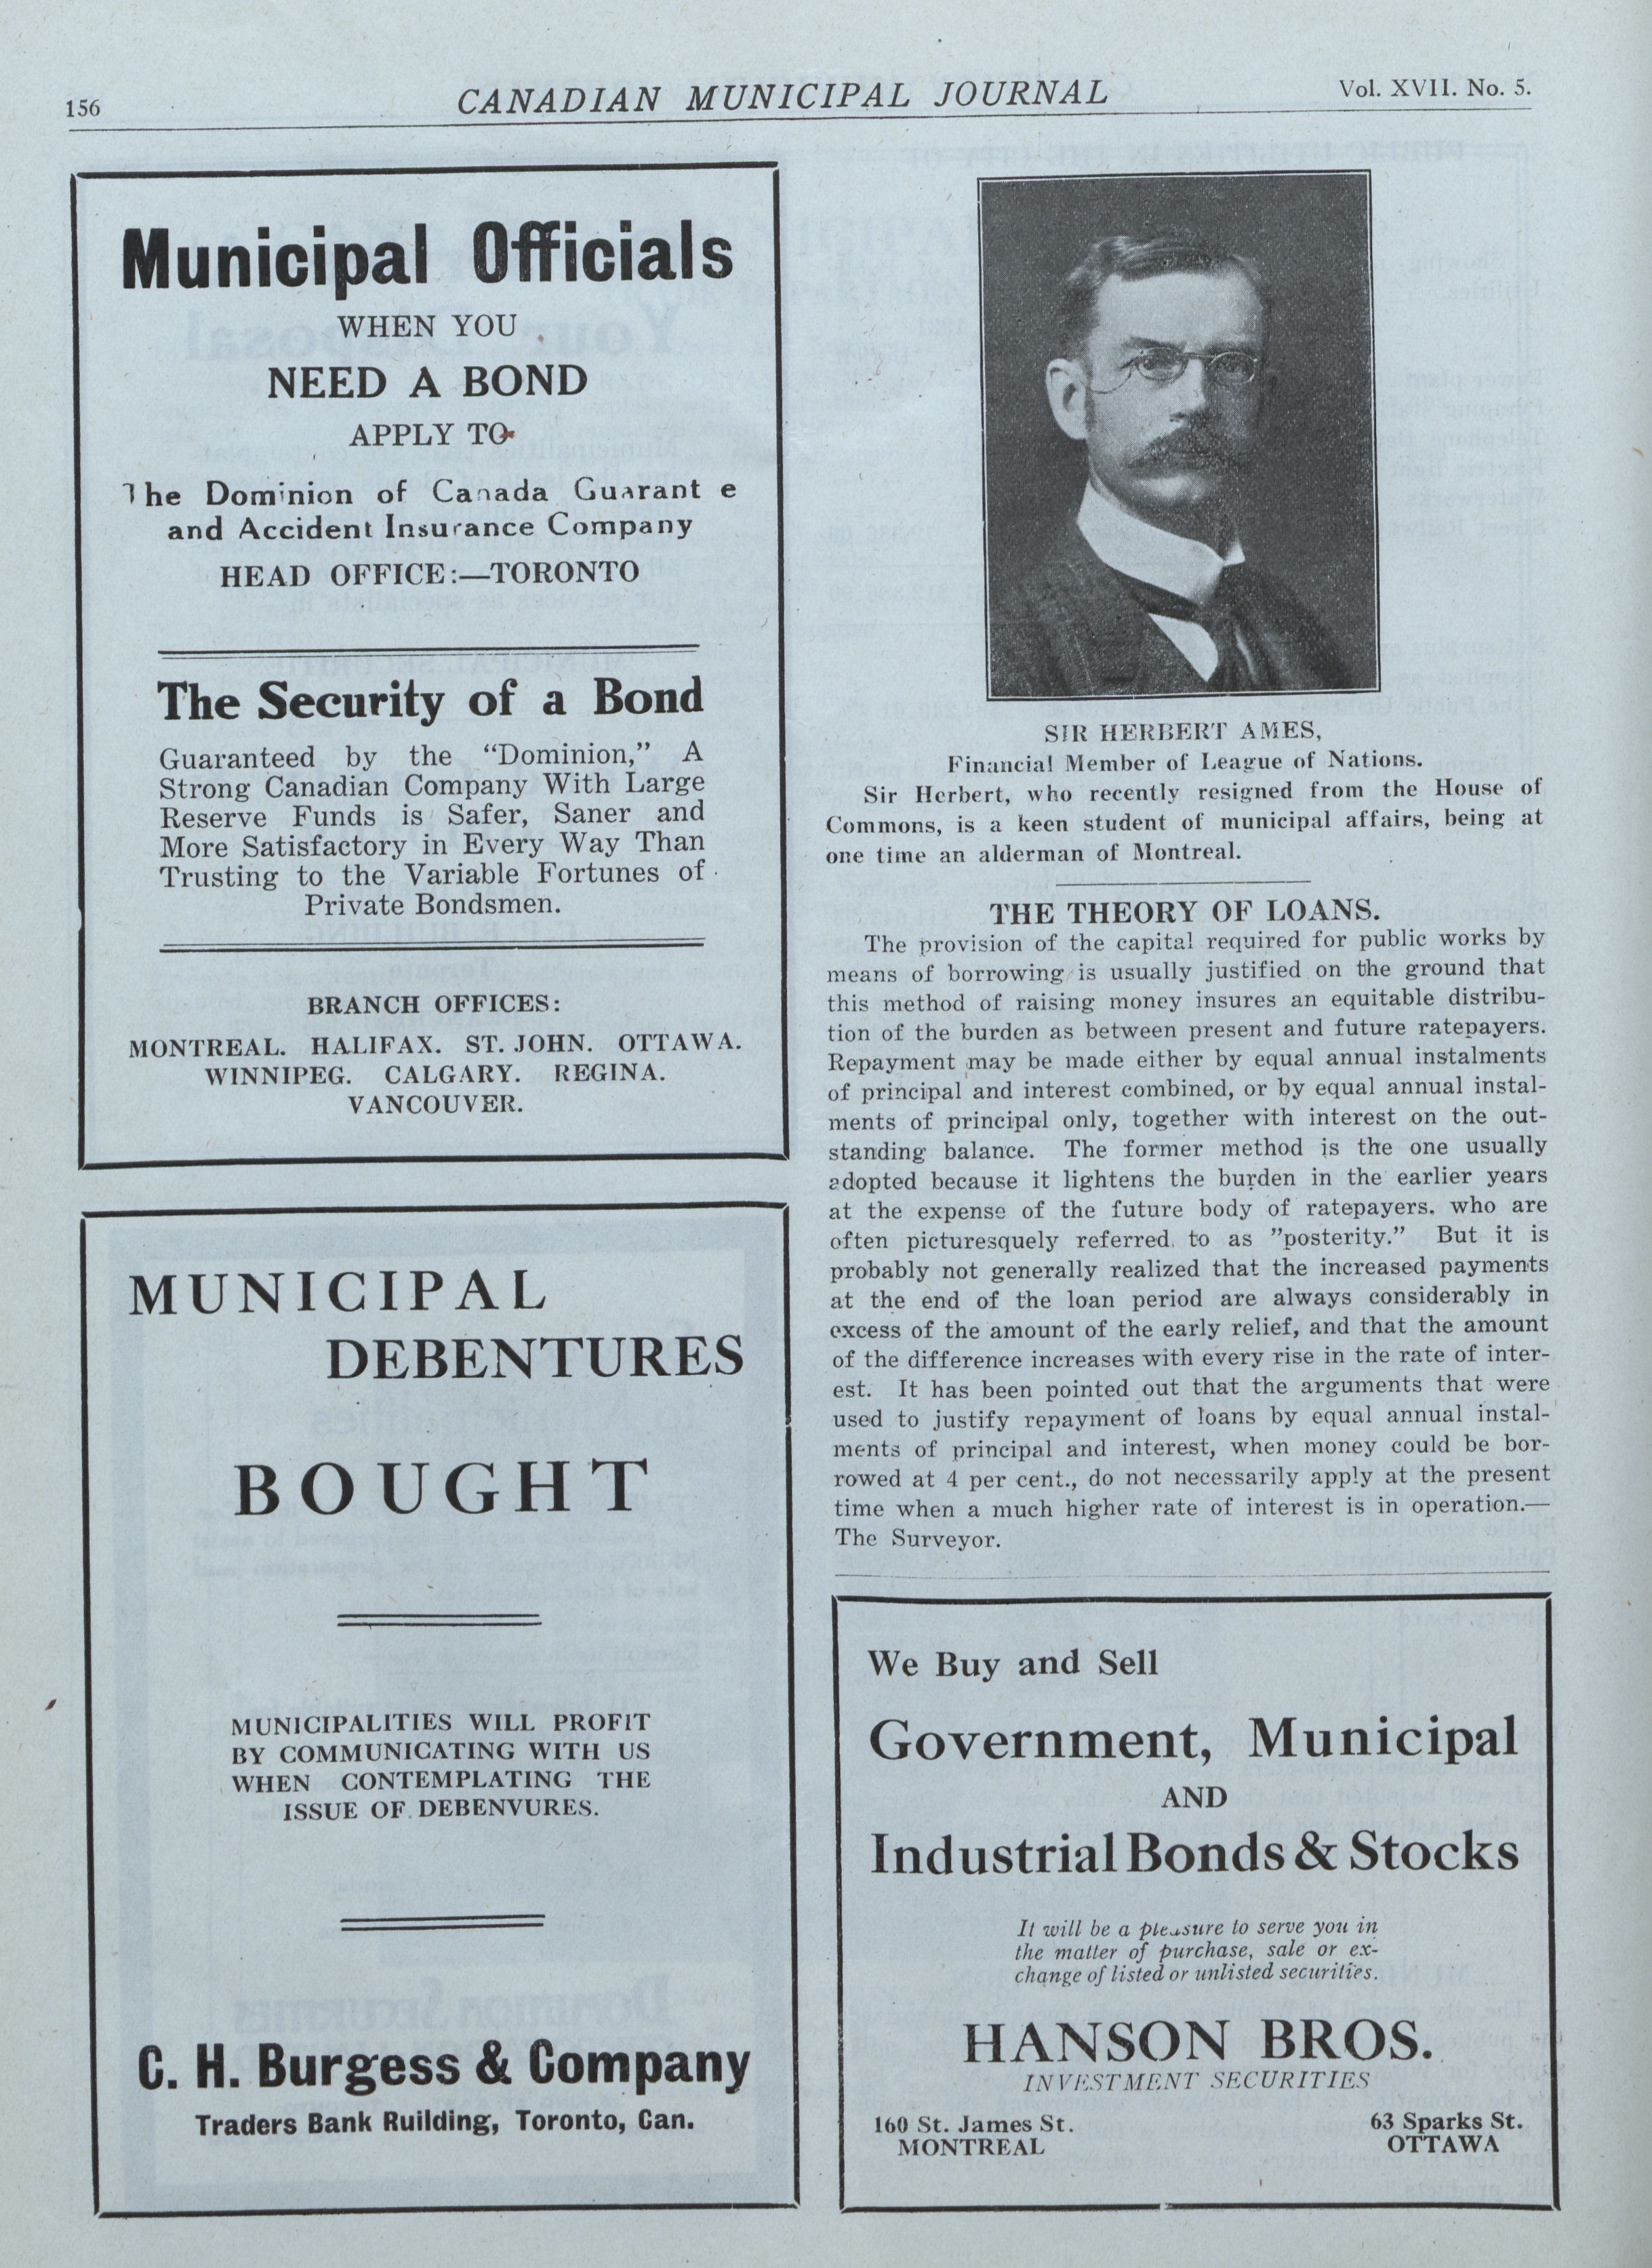 156
CANADIAN MUNICIPAL JOURNAL
Vol. XVII. No. 5.
Municipal Officials
WHEN YOU
NEED A BOND
APPLY TO
The Dominion of Canada Guarant e
and Accident Insurance Company
HEAD OFFICE:—TORONTO
The Security of a Bond
Guaranteed by the “Dominion,” A
Strong Canadian Company With Large
Reserve Funds is Safer, Saner and
More Satisfactory in Every Way Than
Trusting to the Variable Fortunes of
Private Bondsmen.
BRANCH OFFICES:
MONTREAL. HALIFAX. ST. JOHN. OTTAWA.
WINNIPEG. CALGARY. REGINA.
VANCOUVER.
MUNICIPAL
DEBENTURES
BOUGHT
MUNICIPALITIES WILL PROFIT
BY COMMUNICATING WITH US
WHEN CONTEMPLATING THE
ISSUE OF DEBENVURES.
C. H. Burgess & Company
Traders Bank Ruilding, Toronto, Can.
SIR HERBERT AMES,
Financial Member of League of Nations.
Sir Herbert, who recently resigned from the House of
Commons, is a keen student of municipal affairs, being at
one time an alderman of Montreal.
THE THEORY OF LOANS.
The provision of the capital required for public works by
means of borrowing is usually justified on the ground that
this method of raising money insures an equitable distribu-
tion of the burden as between present and future ratepayers.
Repayment may be made either by equal annual instalments
of principal and interest combined, or by equal annual instal-
ments of principal only, together with interest on the out-
standing balance. The former method is the one usually
adopted because it lightens the burden in the earlier years
at the expense of the future body of ratepayers. who are
often picturesquely referred to as ”posterity.” But it is
probably not generally realized that the increased payments
at the end of the loan period are always considerably in
excess of the amount of the early relief, and that the amount
of the difference increases with every rise in the rate of inter-
est. It has been pointed out that the arguments that were
used to justify repayment of loans by equal annual instal-
ments of principal and interest, when money could be bor-
rowed at 4 per cent., do not necessarily apply at the present
time when a much higher rate of interest is in operation.—
The Surveyor.
We Buy and Sell
Government, Municipal
AND
Industrial Bonds & Stocks
It will be a pleasure to serve you in
the matter of purchase, sale or ex-
change of listed or unlisted securities.
HANSON BROS.
INVESTMENT SECURITIES
160 St. James St.
MONTREAL
63 Sparks St.
OTTAWA